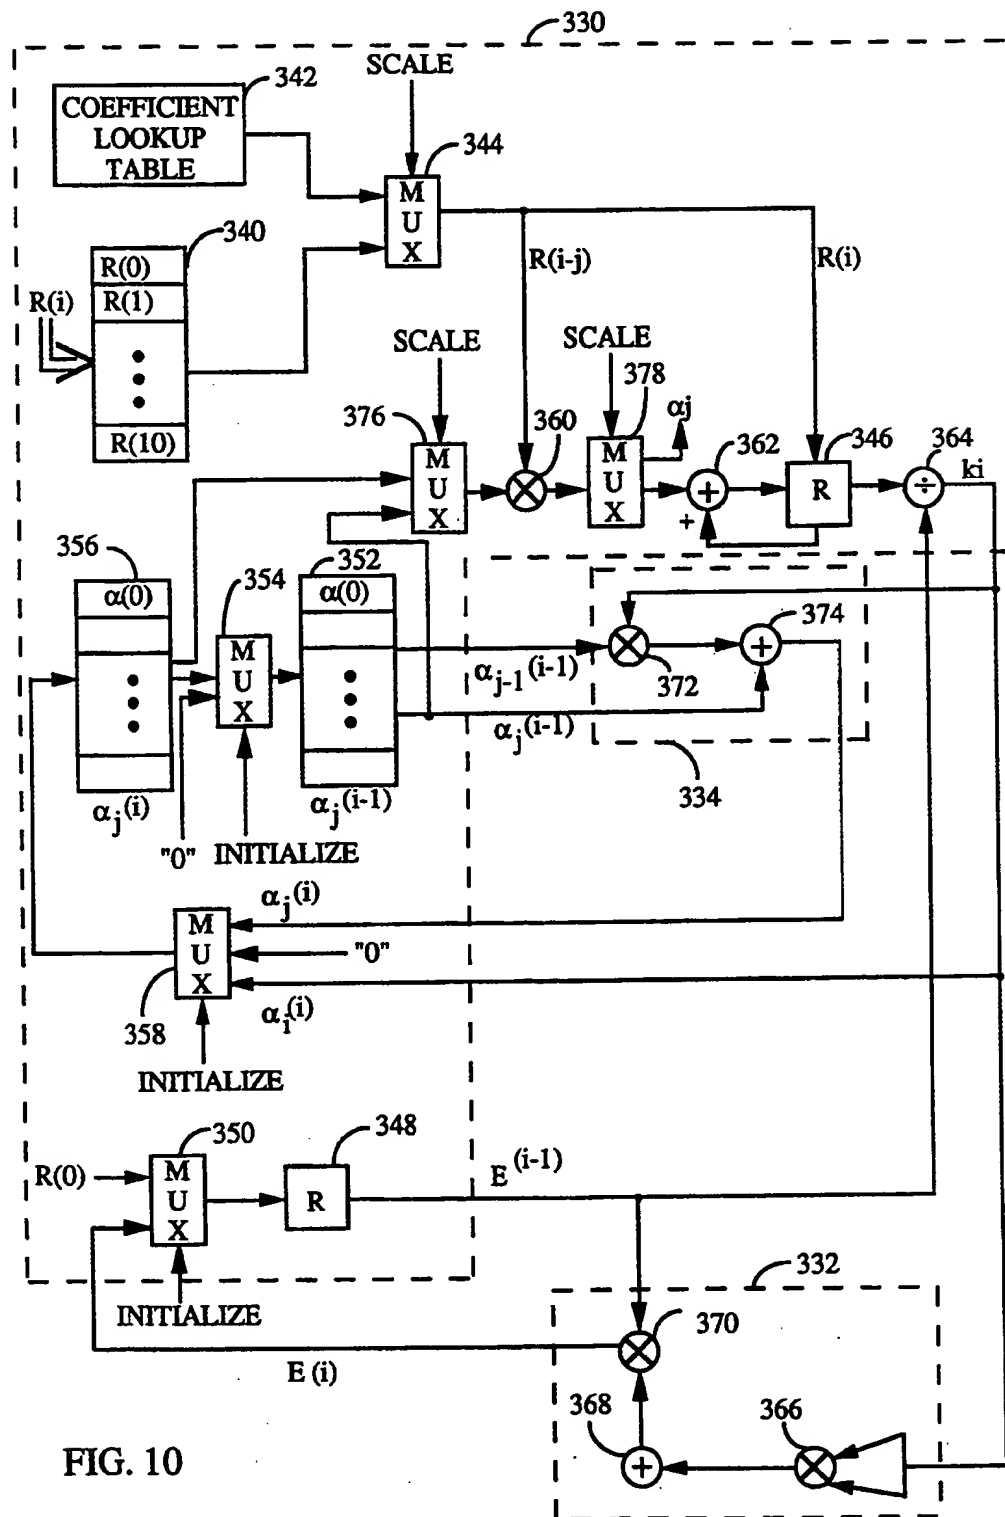 330
SCALE
342
COEFFICIENT
LOOKUP
TABLE
344
M
U
X
340
R(0)
R(1)
R(i)
R(10)
R(i-j)
R(i)
SCALE
SCALE
376
M
U
X
360
378
αj
M
U
X
362
+
+
346
R
364
÷
ki
356
α(0)
354
352
α(0)
M
U
X
374
+
372
αj-1(i-1)
αj(i-1)
334
αj(i)
αj(i-1)
"0"
INITIALIZE
αj(i)
M
U
X
"0"
αi(i)
358
INITIALIZE
350
348
R(0)
M
U
X
R
E(i-1)
INITIALIZE
332
370
E (i)
368
366
+
FIG. 10